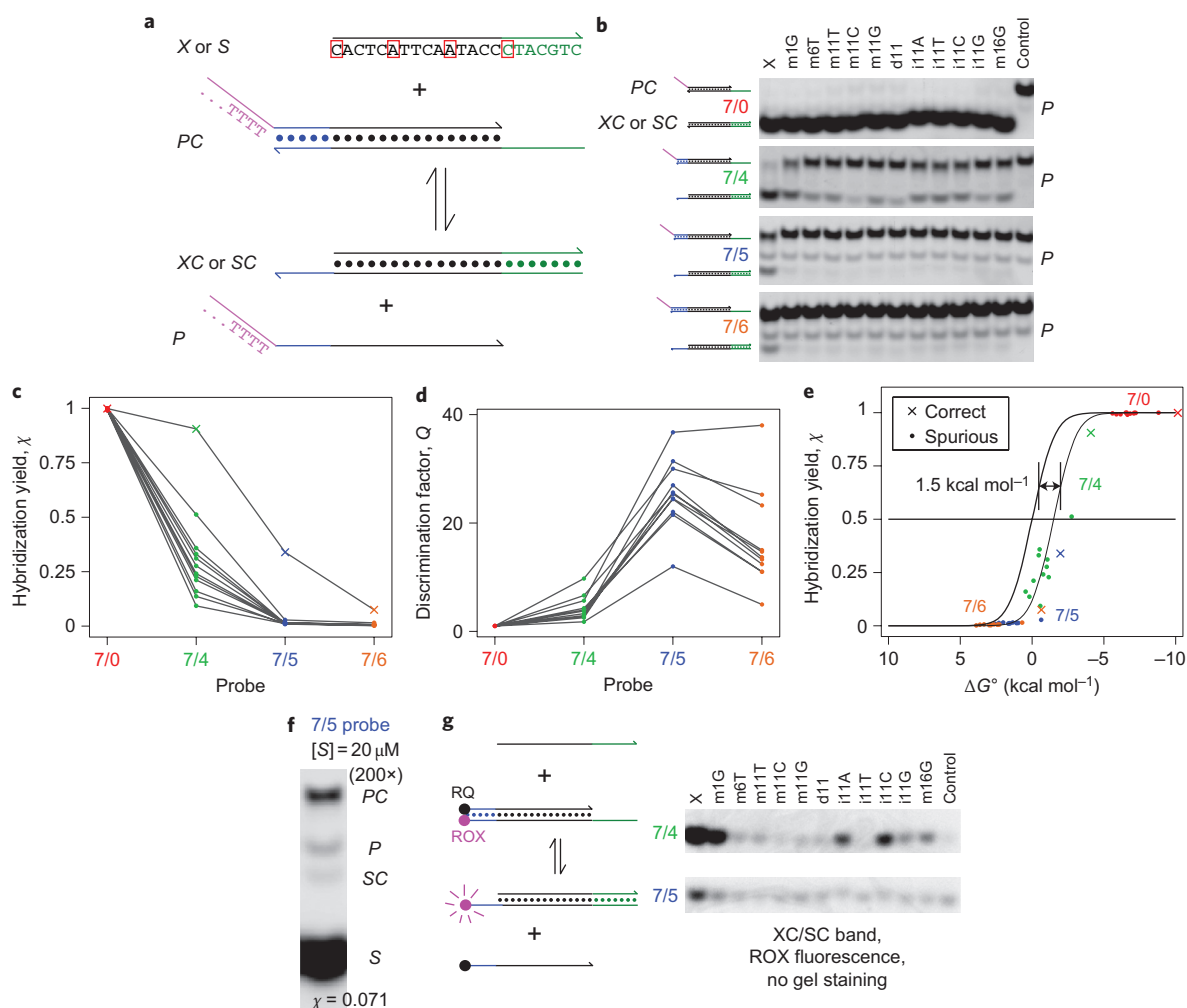 a
X or S
CACTCATTCAATACCCTACGTC
+
...TTTT
PC
XC or SC
+
...TTTT
P
b
X
m1G
m6T
m11T
m11C
m11G
d11
i11A
i11T
i11C
i11G
m16G
Control
PC
7/0
XC or SC
P
7/4
P
7/5
P
7/6
P
c
Hybridization yield, χ
1
0.75
0.5
0.25
0
7/0
7/4
7/5
7/6
Probe
d
Discrimination factor, Q
40
20
0
7/0
7/4
7/5
7/6
Probe
e
Hybridization yield, χ
1
0.75
0.5
0.25
0
× Correct
• Spurious
7/0
1.5 kcal mol–1
7/4
7/6
7/5
10
5
0
–5
–10
ΔG° (kcal mol–1)
f 7/5 probe
[S] = 20 μM
(200×)
PC
P
SC
S
χ = 0.071
g
+
RQ
ROX
+
X
m1G
m6T
m11T
m11C
m11G
d11
i11A
i11T
i11C
i11G
m16G
Control
7/4
7/5
XC/SC band,
ROX fluorescence,
no gel staining